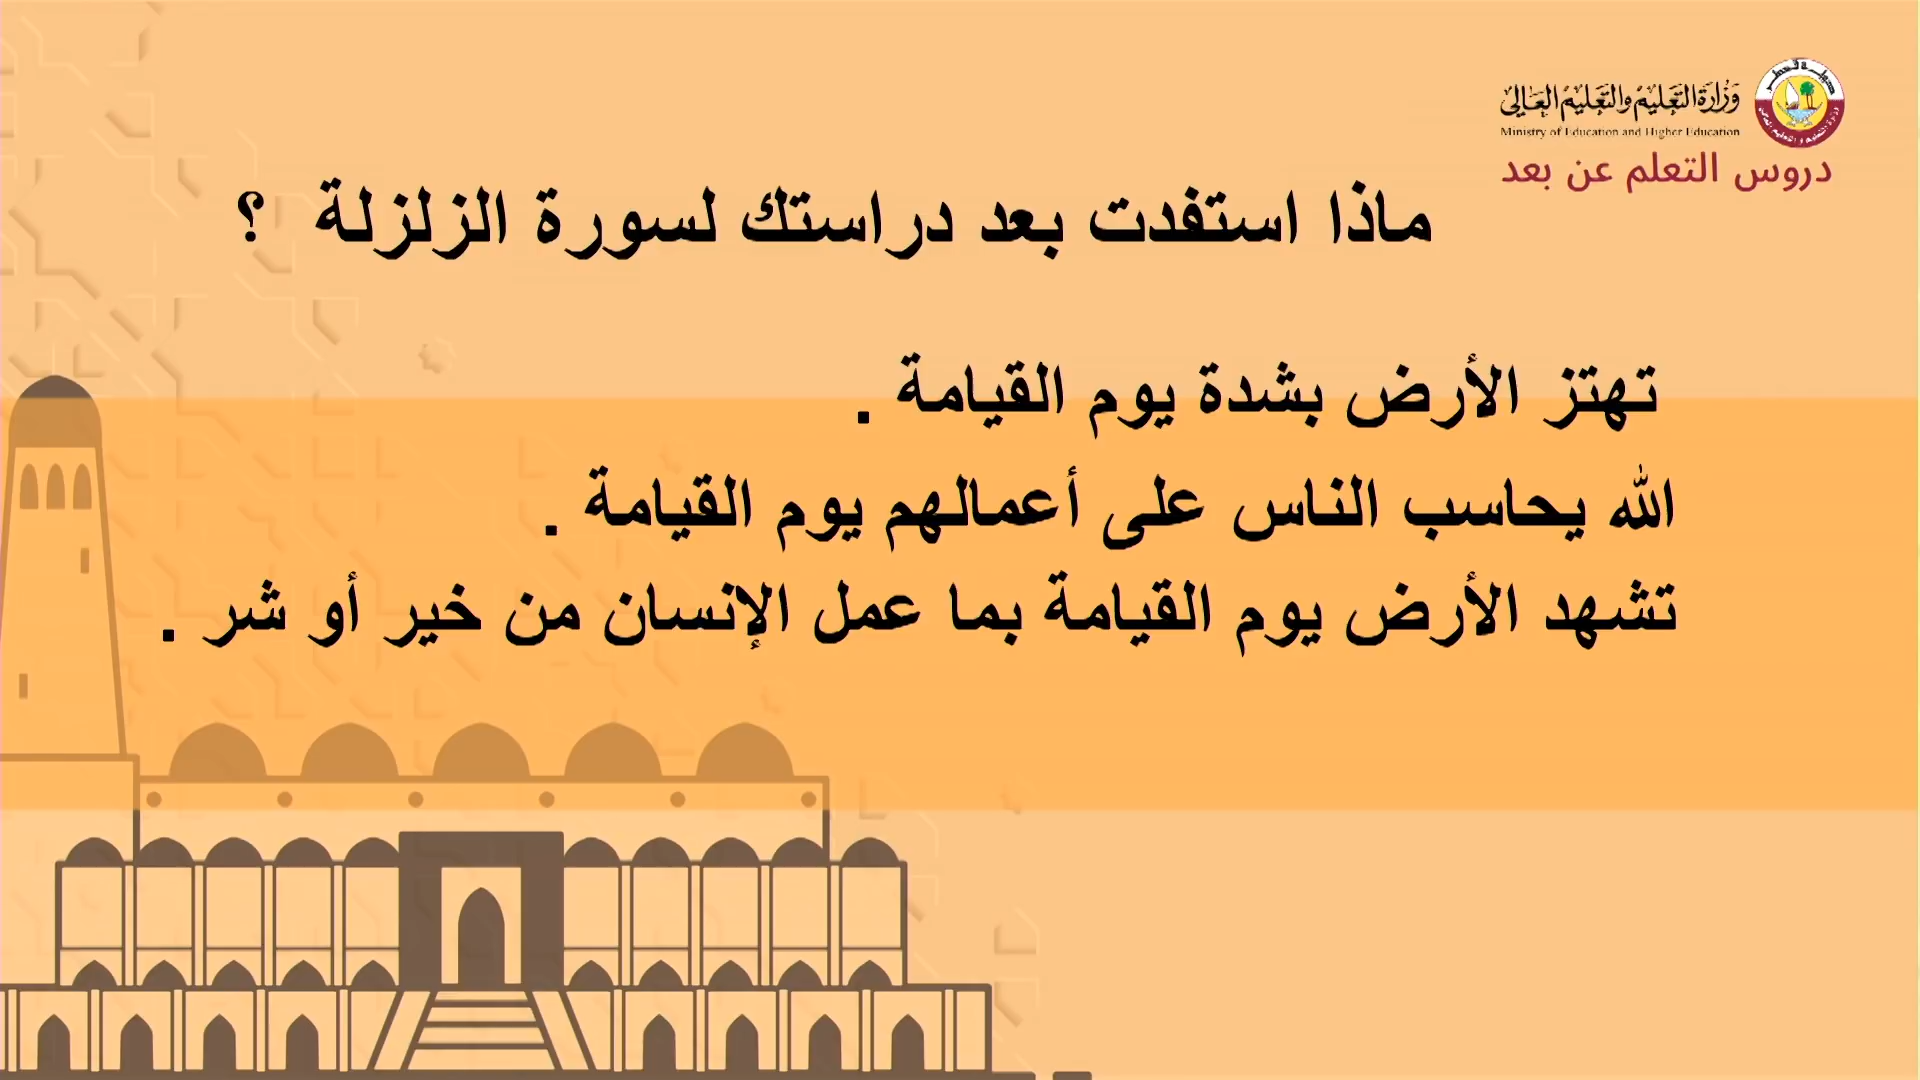 وزارة التعليم والتعليم العالي
Ministry of Education and Higher Education
دروس التعلم عن بعد
ماذا استفدت بعد دراستك لسورة الزلزلة ؟
تهتز الأرض بشدة يوم القيامة .
الله يحاسب الناس على أعمالهم يوم القيامة .
تشهد الأرض يوم القيامة بما عمل الإنسان من خير أو شر .